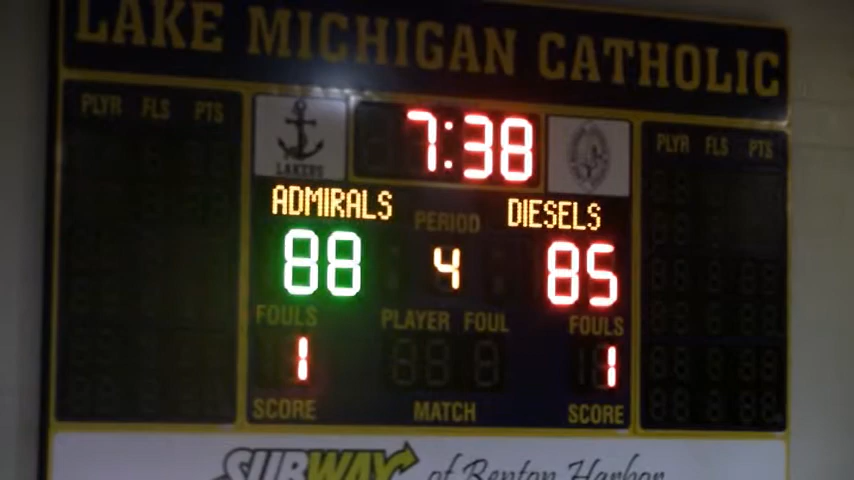 LAKE MICHIGAN CATHOLIC
PLYR FLS PTS
LAKERS
7:38
PLYR FLS PTS
ADMIRALS
PERIOD
DIESELS
88
4
85
FOULS
PLAYER FOUL
FOULS
1
1
SCORE
MATCH
SCORE
SUBWAY of Benton Harbor